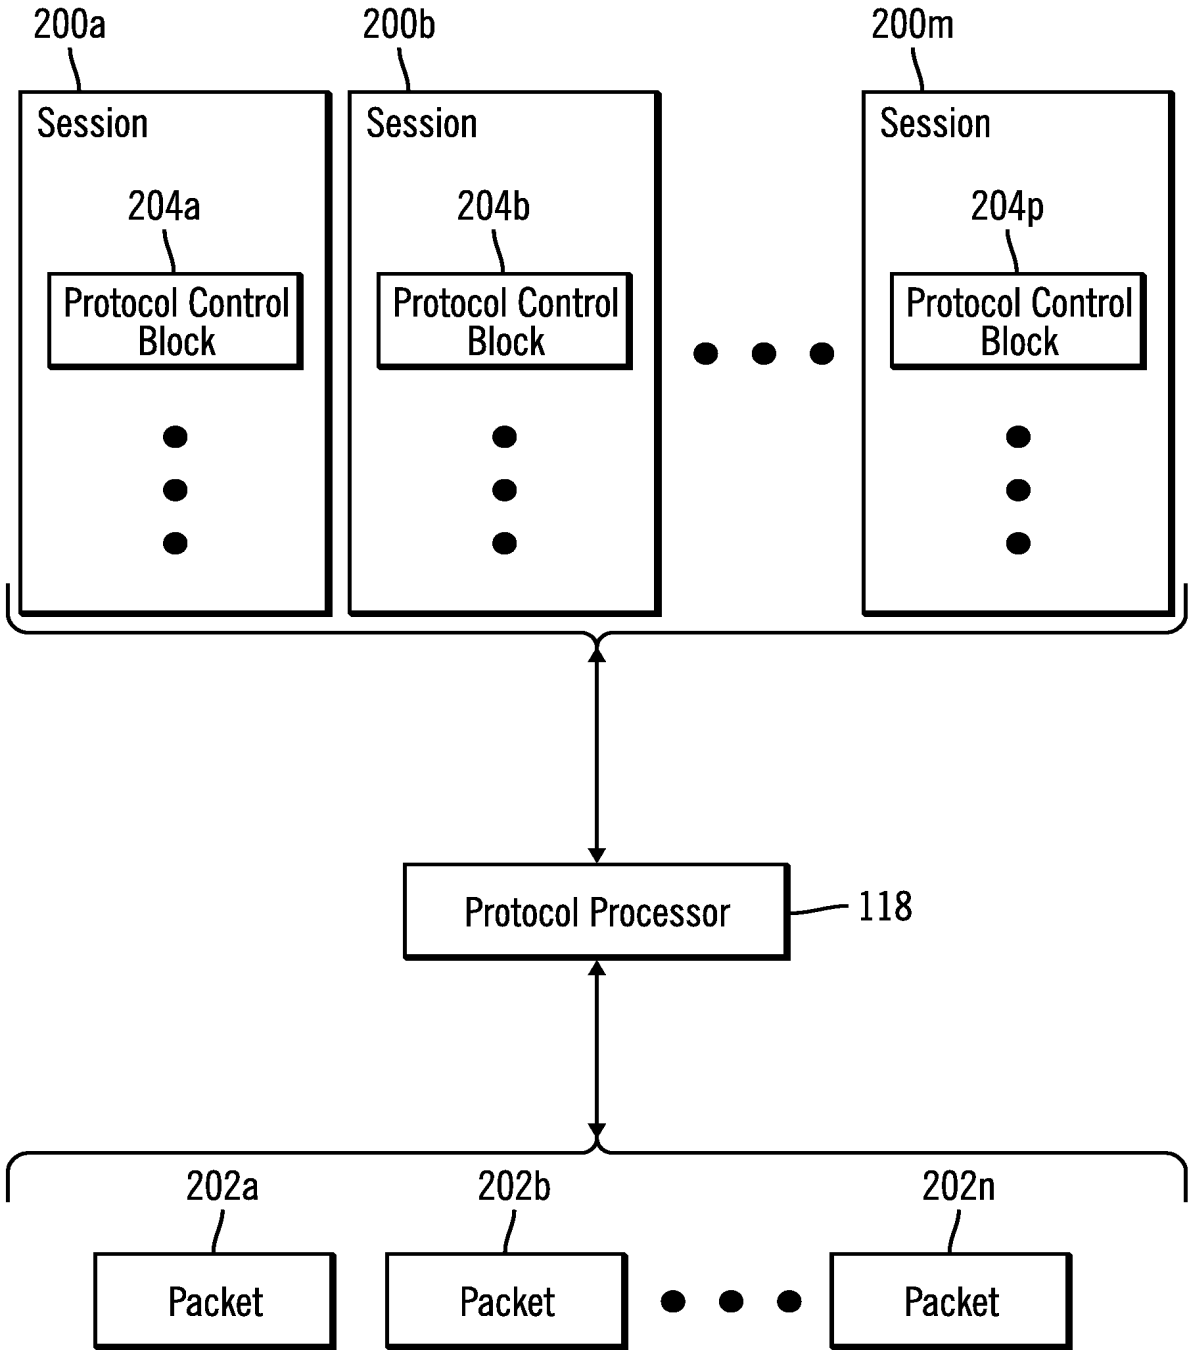 200a
200b
200m
Session
Session
Session
204a
204b
204p
Protocol Control
Block
Protocol Control
Block
Protocol Control
Block
Protocol Processor
118
202a
202b
202n
Packet
Packet
Packet